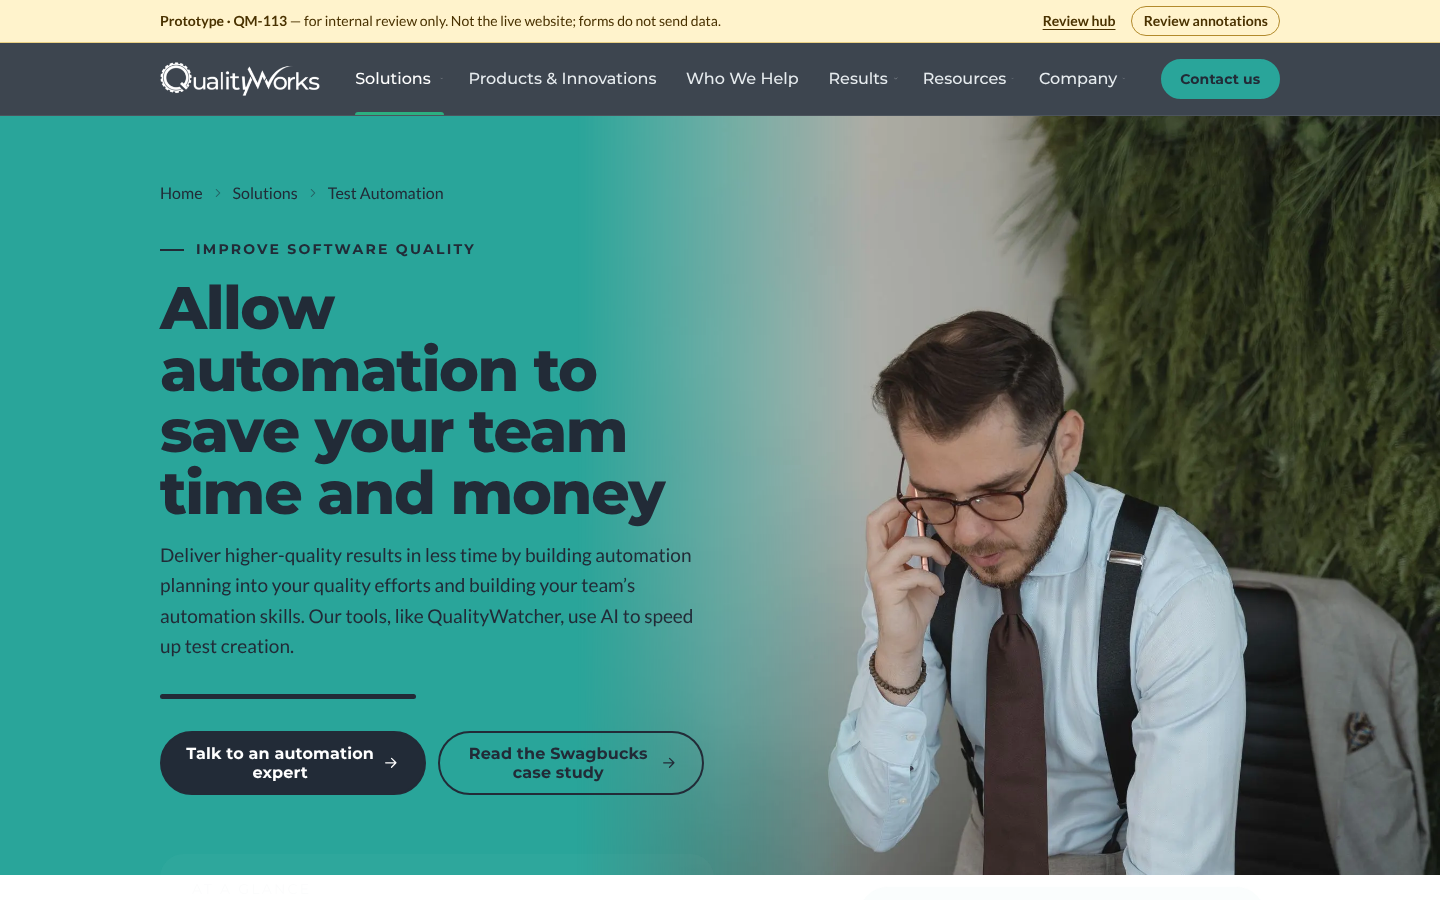 Prototype · QM-113 — for internal review only. Not the live website; forms do not send data.
Review hub
Review annotations
QualityWorks
Solutions
Products & Innovations
Who We Help
Results
Resources
Company
Contact us
Home > Solutions > Test Automation
IMPROVE SOFTWARE QUALITY
Allow
automation to
save your team
time and money
Deliver higher-quality results in less time by building automation
planning into your quality efforts and building your team’s
automation skills. Our tools, like QualityWatcher, use AI to speed
up test creation.
Talk to an automation
expert →
Read the Swagbucks
case study →